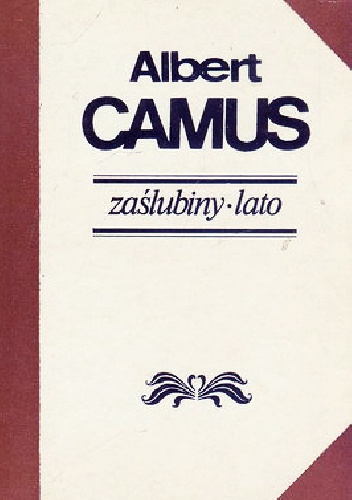 Albert
CAMUS
zaślubiny · lato